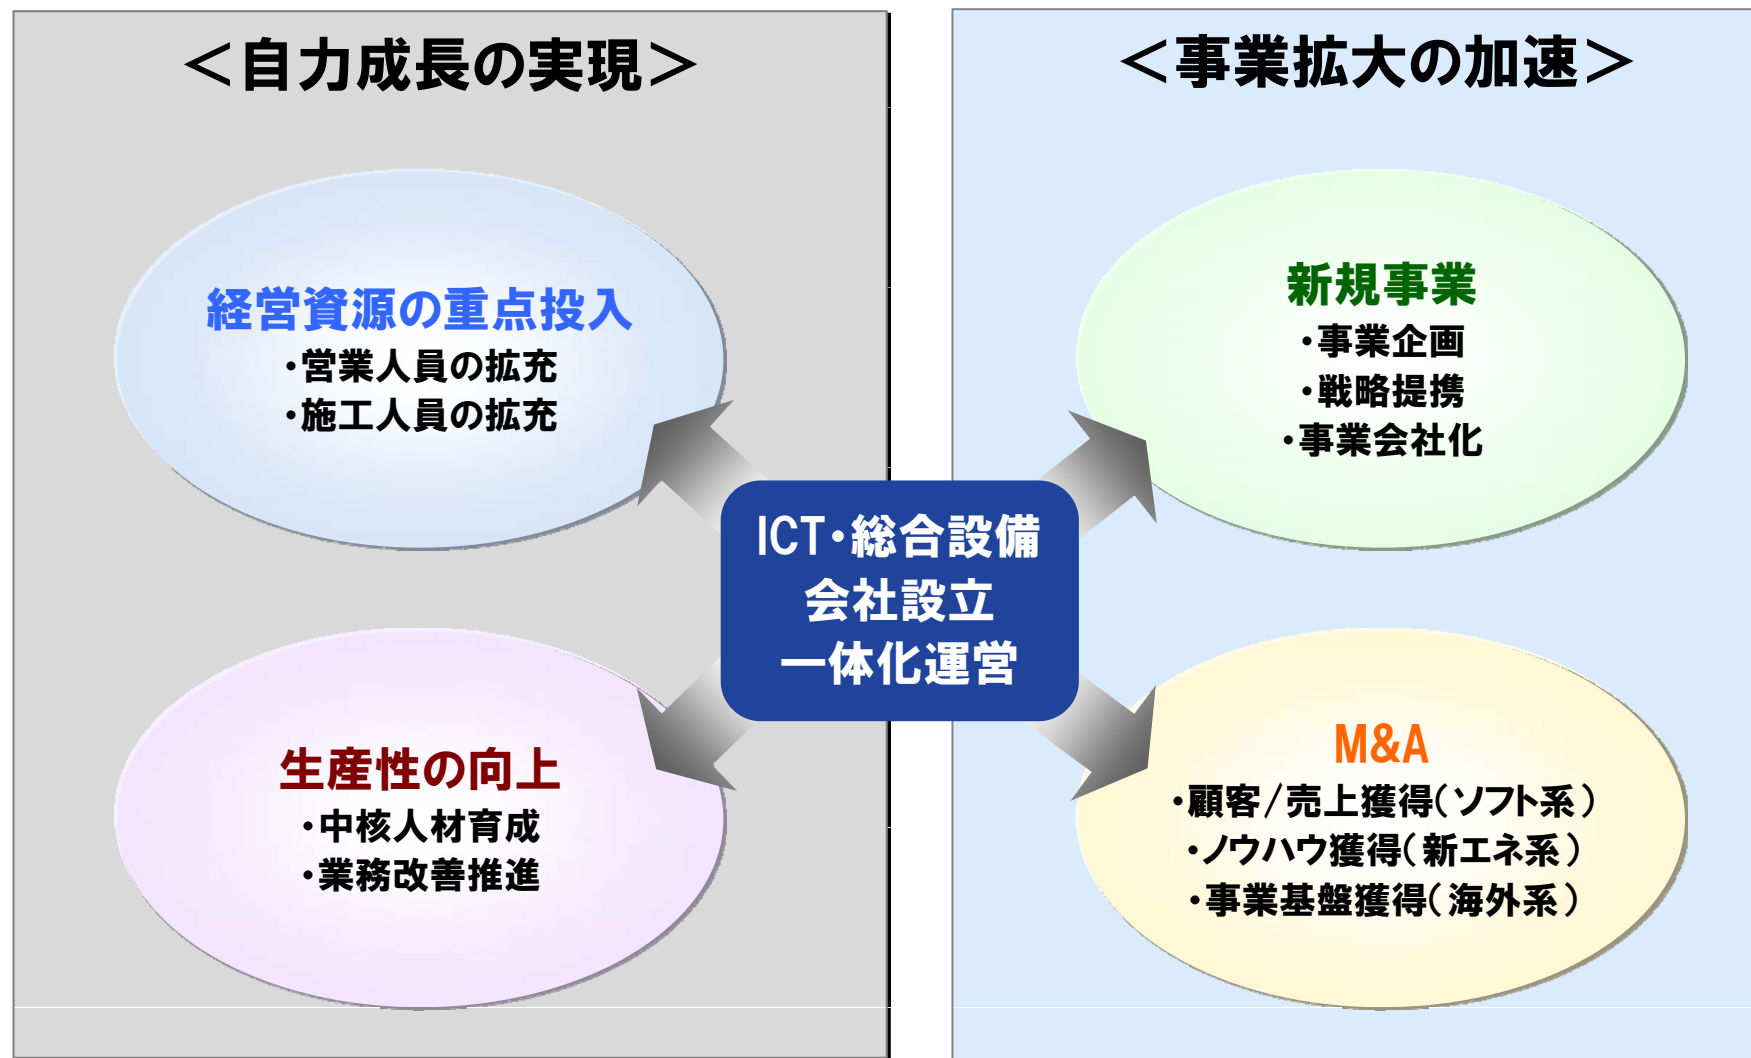 ＜自力成長の実現＞
経営資源の重点投入
・営業人員の拡充
・施工人員の拡充
生産性の向上
・中核人材育成
・業務改善推進
ICT・総合設備
会社設立
一体化運営
＜事業拡大の加速＞
新規事業
・事業企画
・戦略提携
・事業会社化
M&A
・顧客/売上獲得（ソフト系）
・ノウハウ獲得（新エネ系）
・事業基盤獲得（海外系）